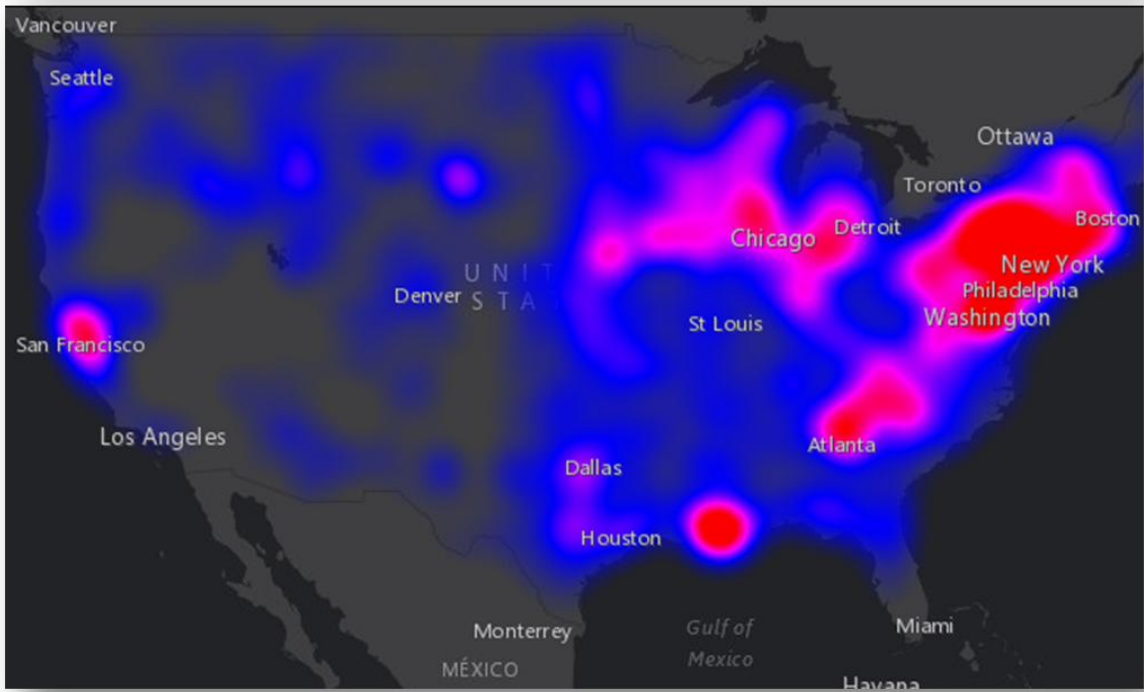 Vancouver
Seattle
Ottawa
Toronto
Boston
Detroit
Chicago
New York
UNIT
Denver
STA
Philadelphia
Washington
St Louis
San Francisco
Los Angeles
Atlanta
Dallas
Houston
Monterrey
Gulf of
Mexico
Miami
MÉXICO
Havana